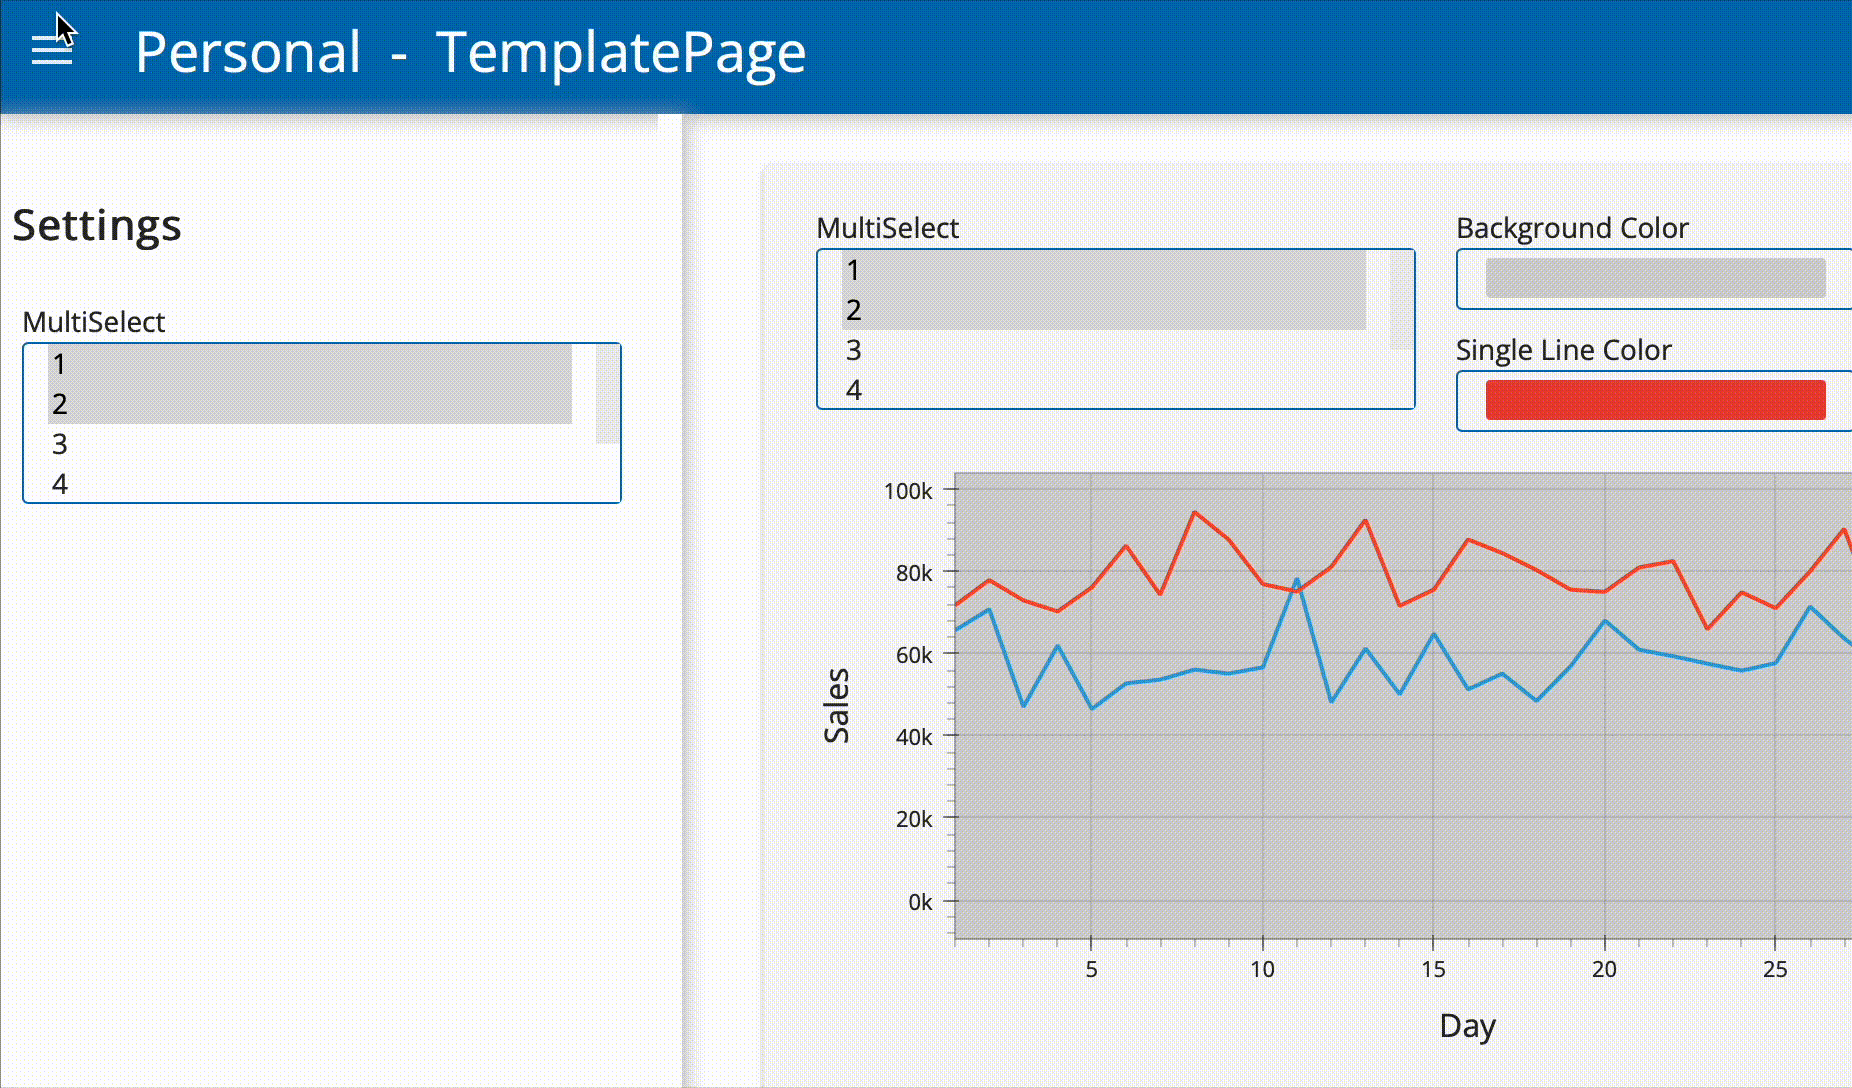 Personal - TemplatePage
Settings
MultiSelect
1
2
3
4
MultiSelect
1
2
3
4
Background Color
Single Line Color
100k
80k
60k
40k
20k
0k
Sales
5 10 15 20 25
Day